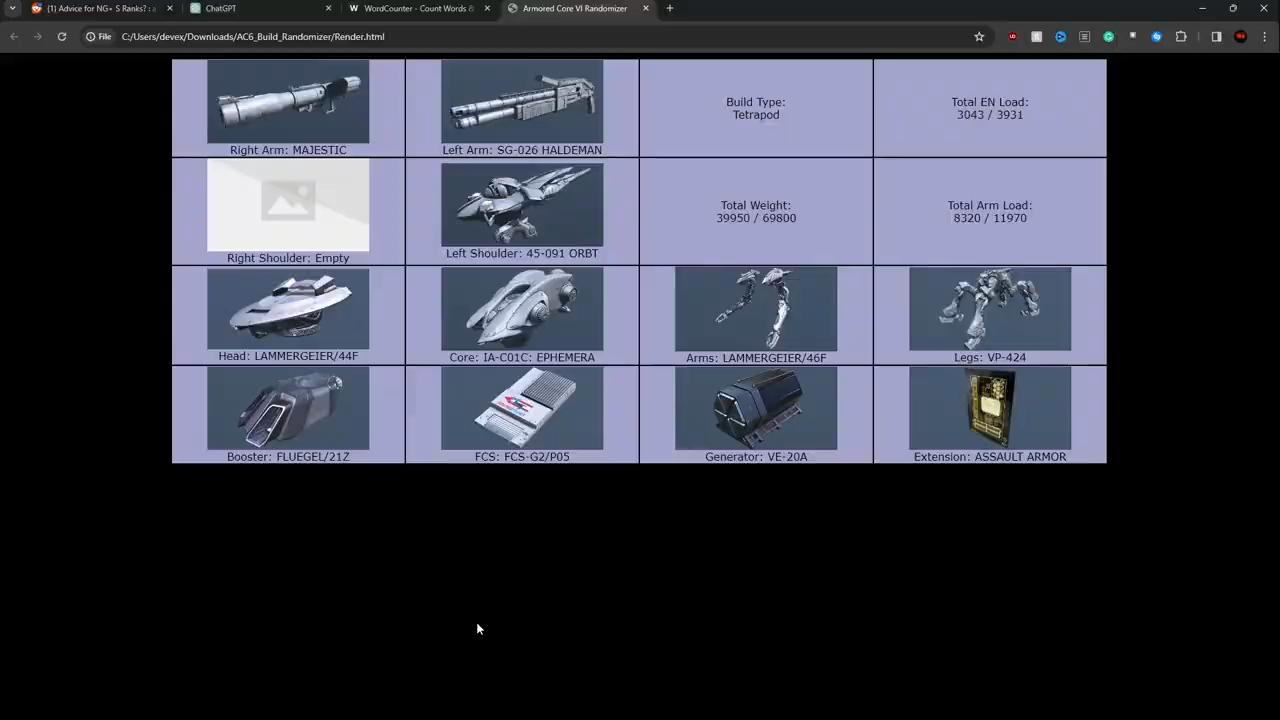 (1) Advice for NG+ S Ranks? : a
ChatGPT
WordCounter - Count Words &
Armored Core VI Randomizer
File
C:/Users/devex/Downloads/AC6_Build_Randomizer/Render.html
Right Arm: MAJESTIC
Left Arm: SG-026 HALDEMAN
Build Type:
Tetrapod
Total EN Load:
3043 / 3931
Right Shoulder: Empty
Left Shoulder: 45-091 ORBT
Total Weight:
39950 / 69800
Total Arm Load:
8320 / 11970
Head: LAMMERGEIER/44F
Core: IA-C01C: EPHEMERA
Arms: LAMMERGEIER/46F
Legs: VP-424
Booster: FLUEGEL/21Z
FCS: FCS-G2/P05
Generator: VE-20A
Extension: ASSAULT ARMOR